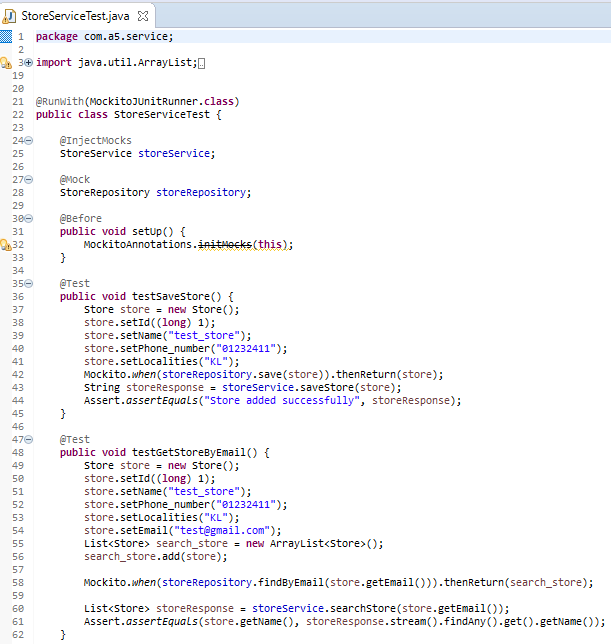 StoreServiceTest.java
1 package com.a5.service;
2
3 import java.util.ArrayList;
19
20
21 @RunWith(MockitoJUnitRunner.class)
22 public class StoreServiceTest {
23
24 @InjectMocks
25 StoreService storeService;
26
27 @Mock
28 StoreRepository storeRepository;
29
30 @Before
31 public void setUp() {
32 MockitoAnnotations.initMocks(this);
33 }
34
35 @Test
36 public void testSaveStore() {
37 Store store = new Store();
38 store.setId((long) 1);
39 store.setName("test_store");
40 store.setPhone_number("01232411");
41 store.setLocalities("KL");
42 Mockito.when(storeRepository.save(store)).thenReturn(store);
43 String storeResponse = storeService.saveStore(store);
44 Assert.assertEquals("Store added successfully", storeResponse);
45 }
46
47 @Test
48 public void testGetStoreByEmail() {
49 Store store = new Store();
50 store.setId((long) 1);
51 store.setName("test_store");
52 store.setPhone_number("01232411");
53 store.setLocalities("KL");
54 store.setEmail("test@gmail.com");
55 List<Store> search_store = new ArrayList<Store>();
56 search_store.add(store);
57
58 Mockito.when(storeRepository.findByEmail(store.getEmail())).thenReturn(search_store);
59
60 List<Store> storeResponse = storeService.searchStore(store.getEmail());
61 Assert.assertEquals(store.getName(), storeResponse.stream().findAny().get().getName());
62 }